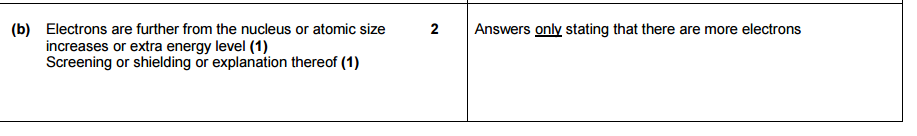 (b) Electrons are further from the nucleus or atomic size 2 Answers only stating that there are more electrons
increases or extra energy level (1)
Screening or shielding or explanation thereof (1)